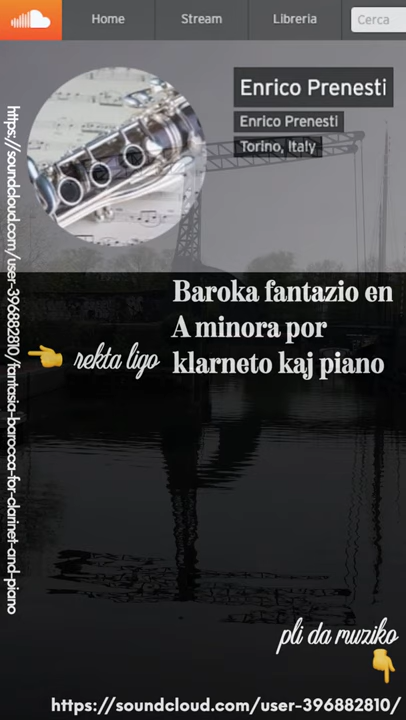 Home Stream Libreria Cerca
Enrico Prenesti
Enrico Prenesti
Torino, Italy
https://soundcloud.com/user-396882810/fantasia-barocca-for-clarinet-and-piano
Baroka fantazio en
A minora por
klarneto kaj piano
rekta ligo
pli da muziko
https://soundcloud.com/user-396882810/